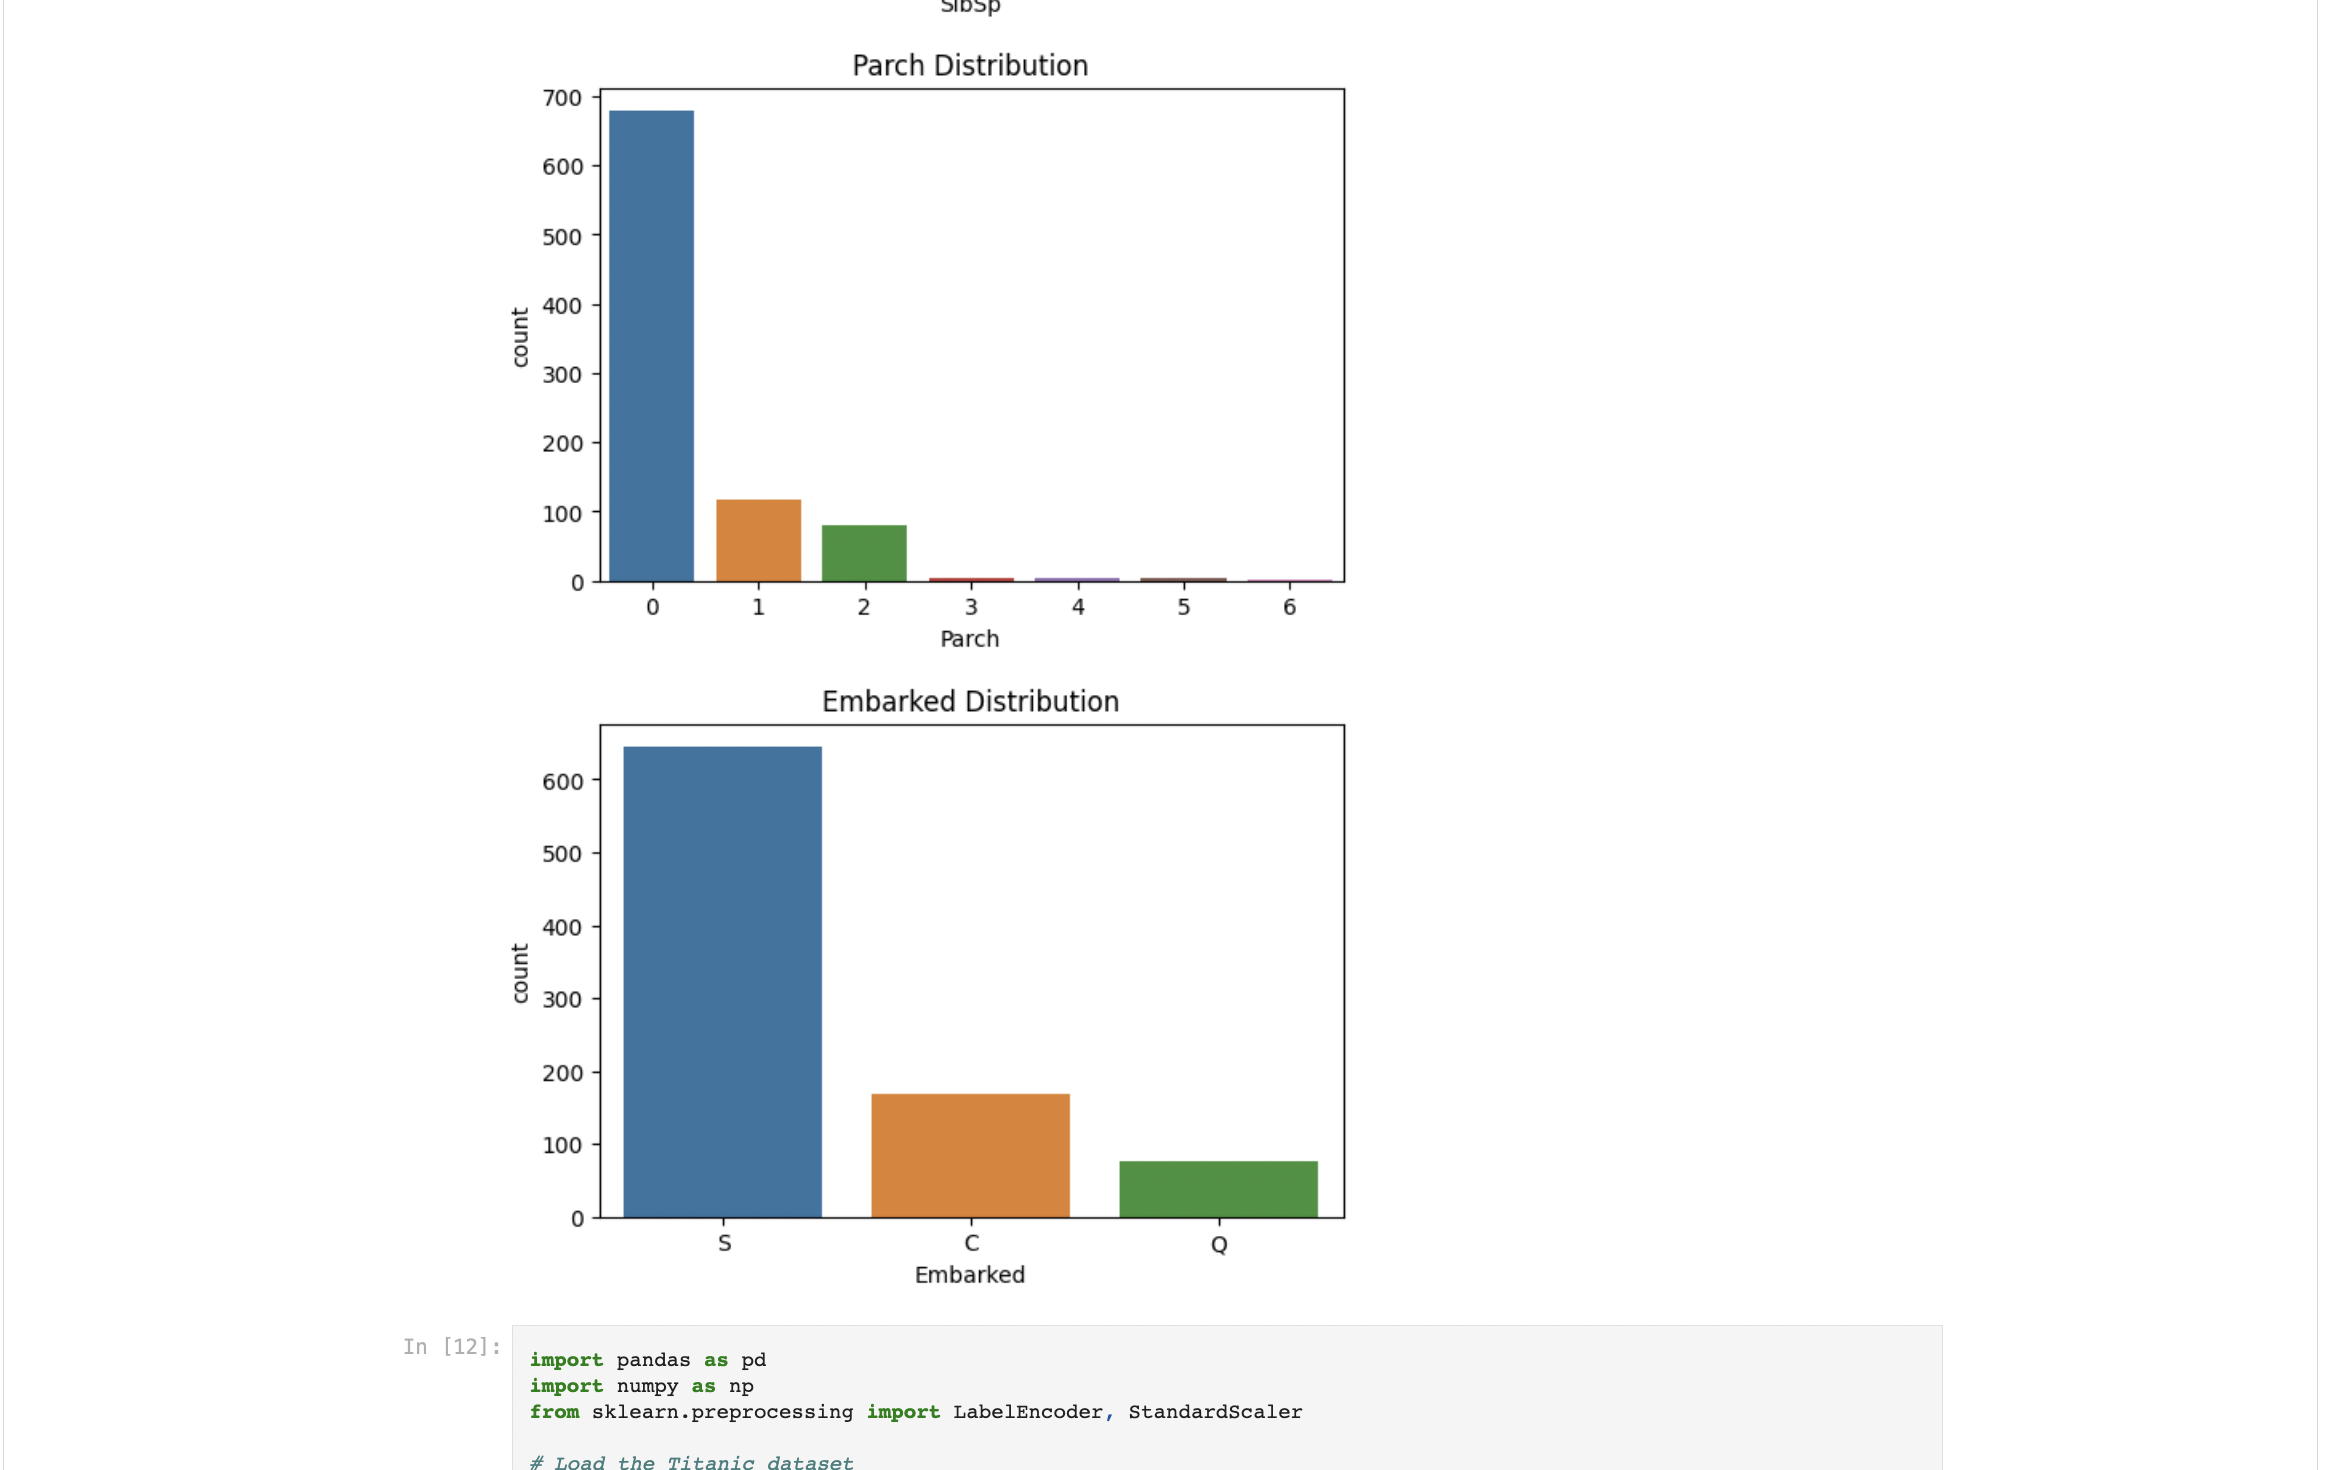 SibSp
Parch Distribution
700
600
500
400
300
200
100
0
count
0 1 2 3 4 5 6
Parch
Embarked Distribution
600
500
400
300
200
100
0
count
S C Q
Embarked
In [12]:
import pandas as pd
import numpy as np
from sklearn.preprocessing import LabelEncoder, StandardScaler
# Load the Titanic dataset